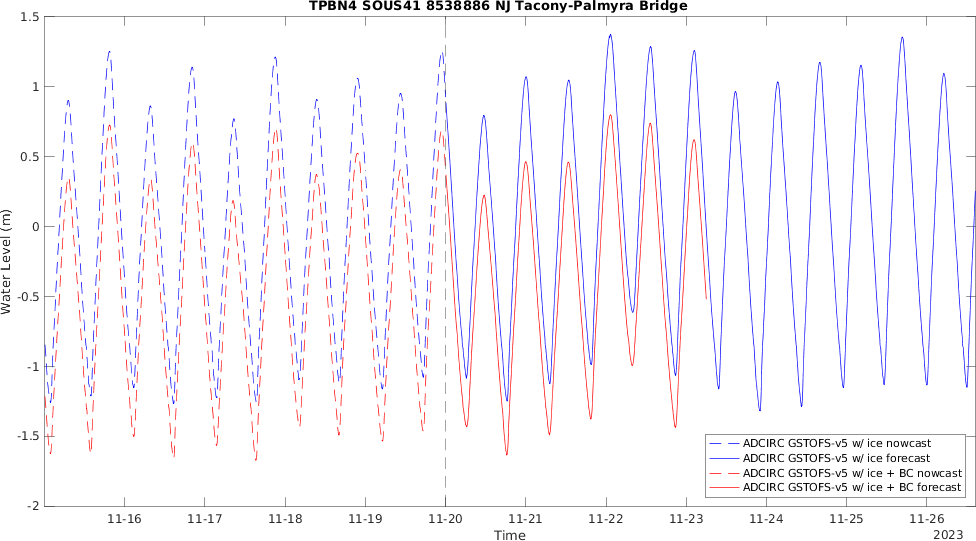 TPBN4 SOUS41 8538886 NJ Tacony-Palmyra Bridge
1.5
1
0.5
0
-0.5
-1
-1.5
-2
Water Level (m)
11-16 11-17 11-18 11-19 11-20 11-21 11-22 11-23 11-24 11-25 11-26
Time
2023
ADCIRC GSTOFS-v5 w/ ice nowcast
ADCIRC GSTOFS-v5 w/ ice forecast
ADCIRC GSTOFS-v5 w/ ice + BC nowcast
ADCIRC GSTOFS-v5 w/ ice + BC forecast